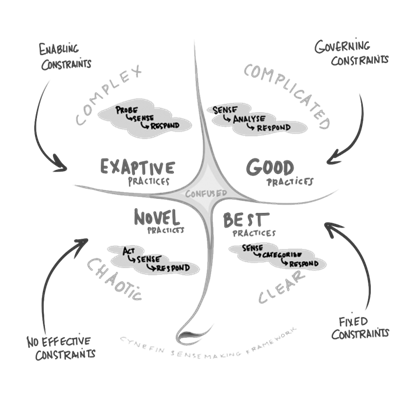 ENABLING
CONSTRAINTS
GOVERNING
CONSTRAINTS
COMPLEX
COMPLICATED
PROBE
SENSE
RESPOND
SENSE
ANALYSE
RESPOND
EXAPTIVE
PRACTICES
GOOD
PRACTICES
CONFUSED
NOVEL
PRACTICES
BEST
PRACTICES
ACT
SENSE
RESPOND
SENSE
CATEGORISE
RESPOND
CHAOTIC
CLEAR
NO EFFECTIVE
CONSTRAINTS
FIXED
CONSTRAINTS
CYNEFIN SENSEMAKING FRAMEWORK